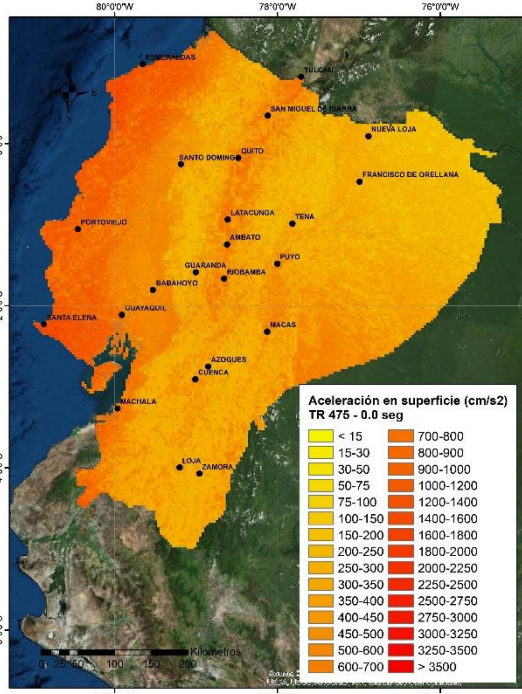 80°0'0"W 78°0'0"W 76°0'0"W
ESMERALDAS
TULCAN
SAN MIGUEL DE IBARRA
NUEVA LOJA
QUITO
SANTO DOMINGO
FRANCISCO DE ORELLANA
LATACUNGA
TENA
PORTOVIEJO
AMBATO
PUYO
GUARANDA
RIOBAMBA
BABAHOYO
GUAYAQUIL
SANTA ELENA
MACAS
AZOGUES
CUENCA
MACHALA
LOJA
ZAMORA
Aceleración en superficie (cm/s2)
TR 475 - 0.0 seg
< 15 700-800
15-30 800-900
30-50 900-1000
50-75 1000-1200
75-100 1200-1400
100-150 1400-1600
150-200 1600-1800
200-250 1800-2000
250-300 2000-2250
300-350 2250-2500
350-400 2500-2750
400-450 2750-3000
450-500 3000-3250
500-600 3250-3500
600-700 > 3500
Kilometros
0 25 50 100 150 200